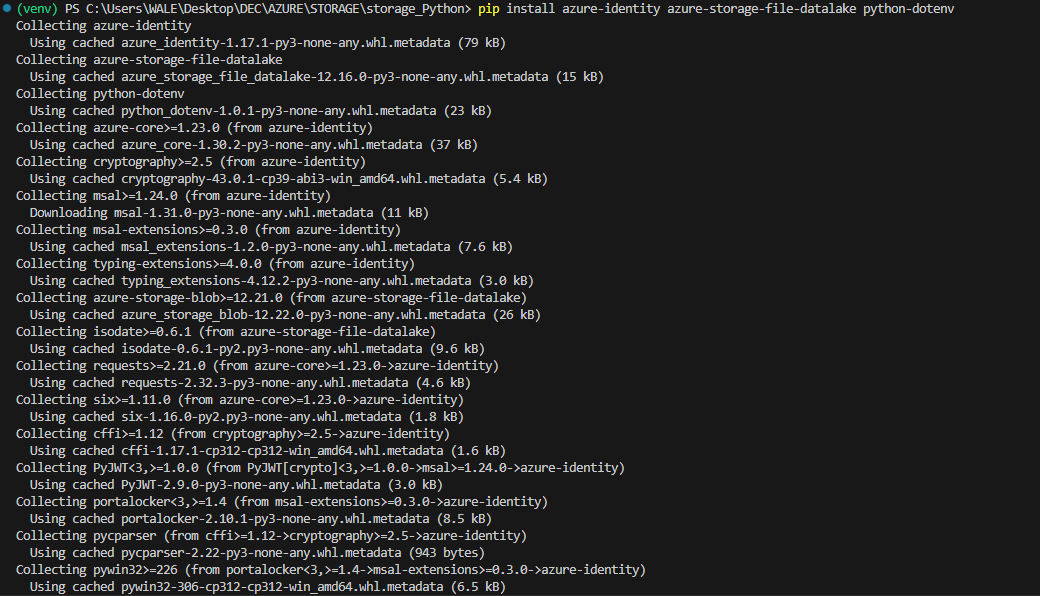 (venv) PS C:\Users\WALE\Desktop\DEC\AZURE\STORAGE\storage_Python> pip install azure-identity azure-storage-file-datalake python-dotenv
Collecting azure-identity
  Using cached azure_identity-1.17.1-py3-none-any.whl.metadata (79 kB)
Collecting azure-storage-file-datalake
  Using cached azure_storage_file_datalake-12.16.0-py3-none-any.whl.metadata (15 kB)
Collecting python-dotenv
  Using cached python_dotenv-1.0.1-py3-none-any.whl.metadata (23 kB)
Collecting azure-core>=1.23.0 (from azure-identity)
  Using cached azure_core-1.30.2-py3-none-any.whl.metadata (37 kB)
Collecting cryptography>=2.5 (from azure-identity)
  Using cached cryptography-43.0.1-cp39-abi3-win_amd64.whl.metadata (5.4 kB)
Collecting msal>=1.24.0 (from azure-identity)
  Downloading msal-1.31.0-py3-none-any.whl.metadata (11 kB)
Collecting msal-extensions>=0.3.0 (from azure-identity)
  Using cached msal_extensions-1.2.0-py3-none-any.whl.metadata (7.6 kB)
Collecting typing-extensions>=4.0.0 (from azure-identity)
  Using cached typing_extensions-4.12.2-py3-none-any.whl.metadata (3.0 kB)
Collecting azure-storage-blob>=12.21.0 (from azure-storage-file-datalake)
  Using cached azure_storage_blob-12.22.0-py3-none-any.whl.metadata (26 kB)
Collecting isodate>=0.6.1 (from azure-storage-file-datalake)
  Using cached isodate-0.6.1-py2.py3-none-any.whl.metadata (9.6 kB)
Collecting requests>=2.21.0 (from azure-core>=1.23.0->azure-identity)
  Using cached requests-2.32.3-py3-none-any.whl.metadata (4.6 kB)
Collecting six>=1.11.0 (from azure-core>=1.23.0->azure-identity)
  Using cached six-1.16.0-py2.py3-none-any.whl.metadata (1.8 kB)
Collecting cffi>=1.12 (from cryptography>=2.5->azure-identity)
  Using cached cffi-1.17.1-cp312-cp312-win_amd64.whl.metadata (1.6 kB)
Collecting PyJWT<3,>=1.0.0 (from PyJWT[crypto]<3,>=1.0.0->msal>=1.24.0->azure-identity)
  Using cached PyJWT-2.9.0-py3-none-any.whl.metadata (3.0 kB)
Collecting portalocker<3,>=1.4 (from msal-extensions>=0.3.0->azure-identity)
  Using cached portalocker-2.10.1-py3-none-any.whl.metadata (8.5 kB)
Collecting pycparser (from cffi>=1.12->cryptography>=2.5->azure-identity)
  Using cached pycparser-2.22-py3-none-any.whl.metadata (943 bytes)
Collecting pywin32>=226 (from portalocker<3,>=1.4->msal-extensions>=0.3.0->azure-identity)
  Using cached pywin32-306-cp312-cp312-win_amd64.whl.metadata (6.5 kB)